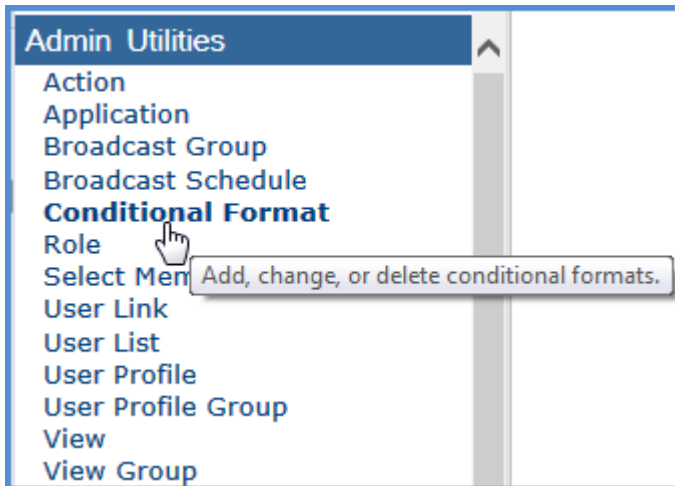 Admin Utilities
Action
Application
Broadcast Group
Broadcast Schedule
Conditional Format
Role
Select
Add, change, or delete conditional formats.
User Link
User List
User Profile
User Profile Group
View
View Group